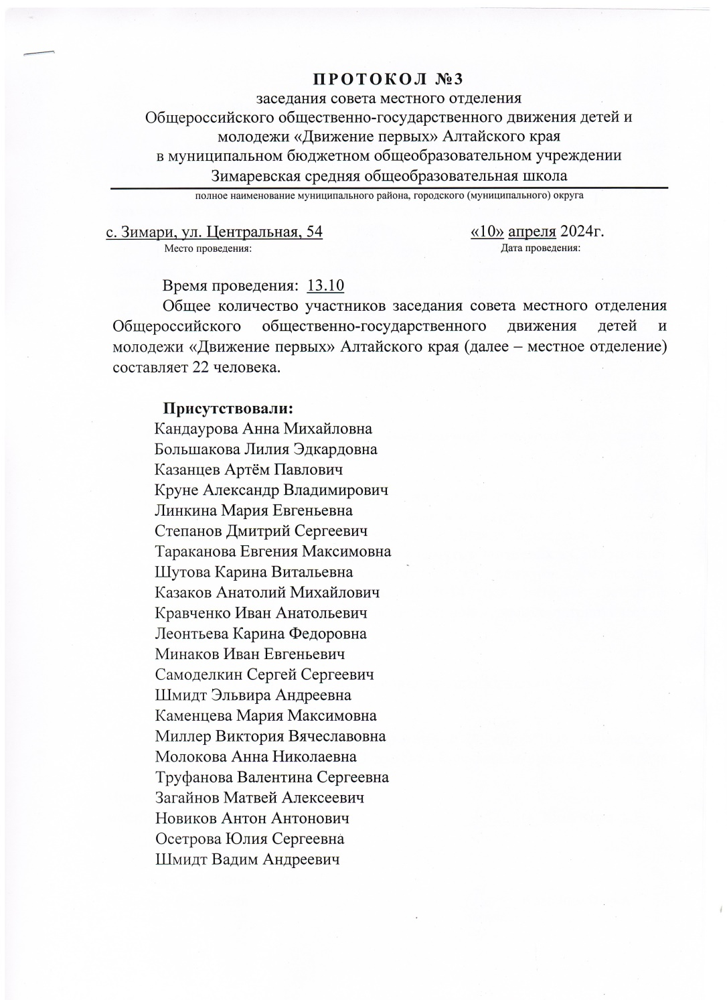 ПРОТОКОЛ №3
заседания совета местного отделения
Общероссийского общественно-государственного движения детей и
молодежи «Движение первых» Алтайского края
в муниципальном бюджетном общеобразовательном учреждении
Зимаревская средняя общеобразовательная школа
полное наименование муниципального района, городского (муниципального) округа
с. Зимари, ул. Центральная, 54 «10» апреля 2024г.
Место проведения: Дата проведения:
Время проведения: 13.10
Общее количество участников заседания совета местного отделения
Общероссийского общественно-государственного движения детей и
молодежи «Движение первых» Алтайского края (далее – местное отделение)
составляет 22 человека.
Присутствовали:
Кандаурова Анна Михайловна
Большакова Лилия Эдкардовна
Казанцев Артём Павлович
Круне Александр Владимирович
Линкина Мария Евгеньевна
Степанов Дмитрий Сергеевич
Тараканова Евгения Максимовна
Шутова Карина Витальевна
Казаков Анатолий Михайлович
Кравченко Иван Анатольевич
Леонтьева Карина Федоровна
Минаков Иван Евгеньевич
Самоделкин Сергей Сергеевич
Шмидт Эльвира Андреевна
Каменцева Мария Максимовна
Миллер Виктория Вячеславовна
Молокова Анна Николаевна
Труфанова Валентина Сергеевна
Загайнов Матвей Алексеевич
Новиков Антон Антонович
Осетрова Юлия Сергеевна
Шмидт Вадим Андреевич